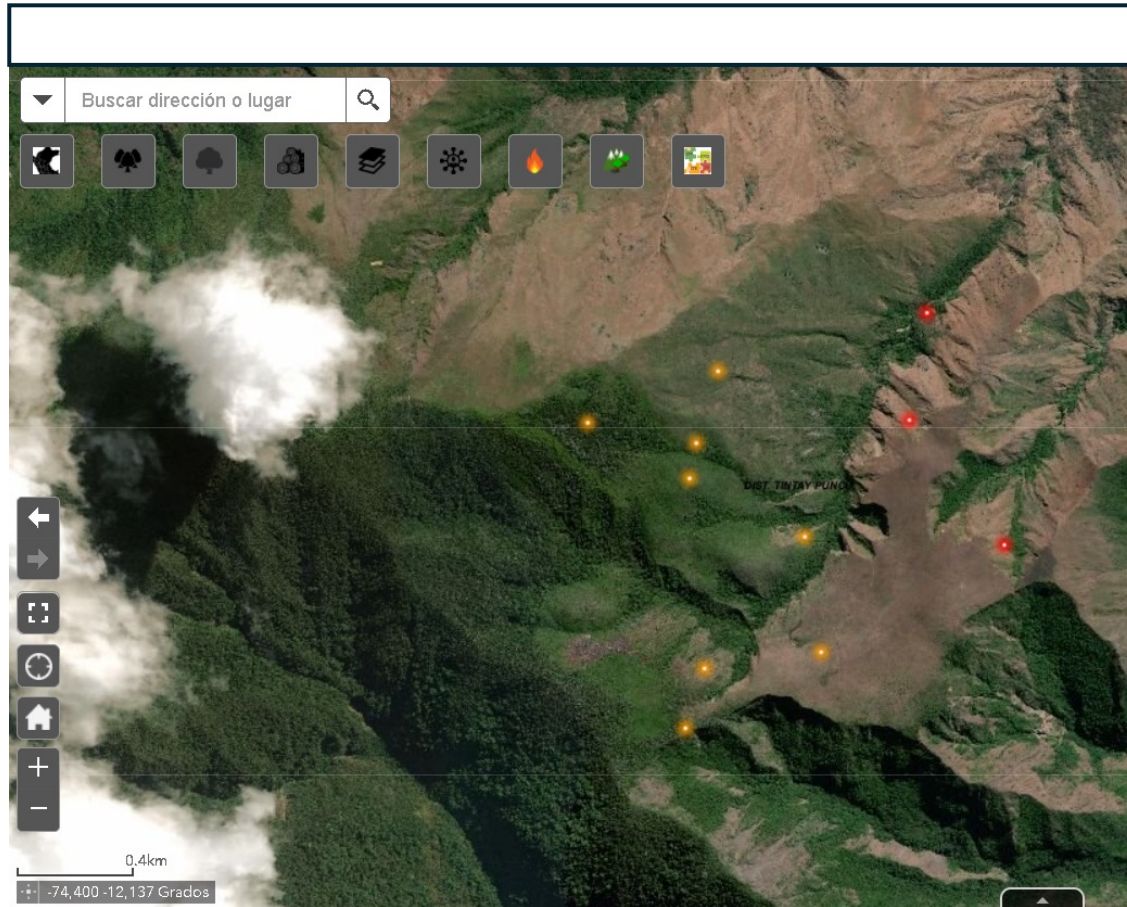 Buscar dirección o lugar
DIST. TINTAY PUNCO
0.4km
-74,400 -12,137 Grados